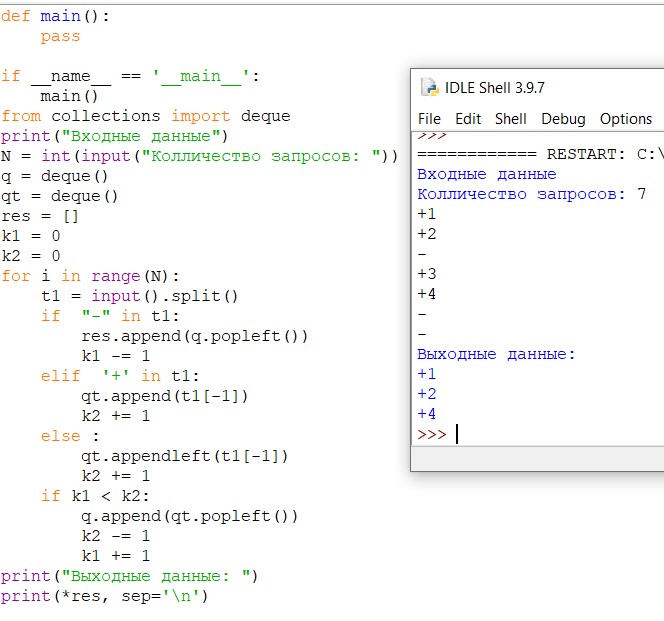 def main():
    pass

if __name__ == '__main__':
    main()
from collections import deque
print("Входные данные")
N = int(input("Колличество запросов: "))
q = deque()
qt = deque()
res = []
k1 = 0
k2 = 0
for i in range(N):
    t1 = input().split()
    if  "-" in t1:
        res.append(q.popleft())
        k1 -= 1
    elif  '+' in t1:
        qt.append(t1[-1])
        k2 += 1
    else :
        qt.appendleft(t1[-1])
        k2 += 1
    if k1 < k2:
        q.append(qt.popleft())
        k2 -= 1
        k1 += 1
print("Выходные данные: ")
print(*res, sep='\n')
IDLE Shell 3.9.7
File Edit Shell Debug Options
>>>
============ RESTART: C:\
Входные данные
Колличество запросов: 7
+1
+2
-
+3
+4
-
-
Выходные данные:
+1
+2
+4
>>>